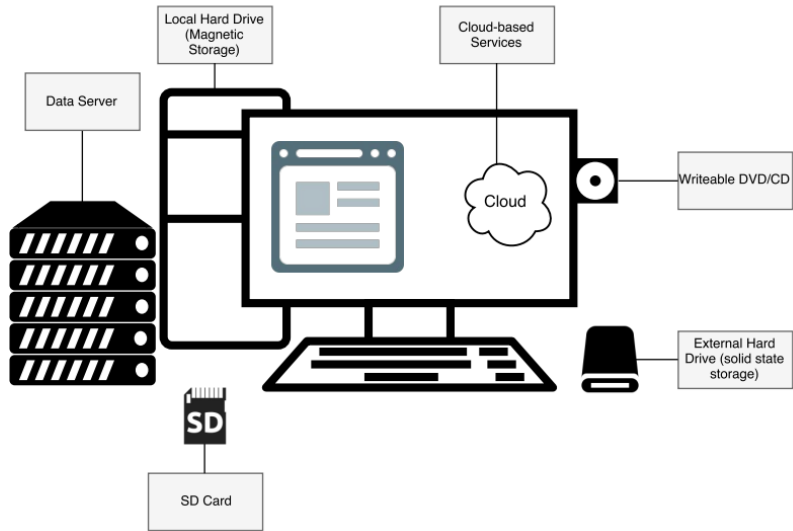 Local Hard Drive
(Magnetic
Storage)
Cloud-based
Services
Data Server
Cloud
Writeable DVD/CD
External Hard
Drive (solid state
storage)
SD
SD Card